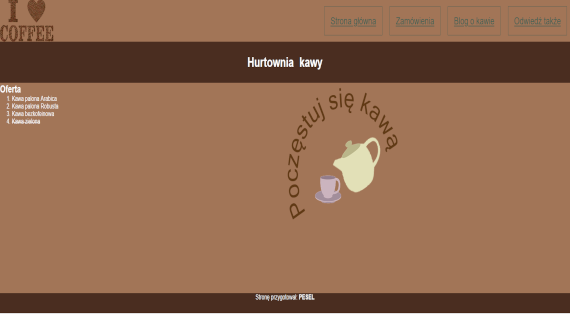 I ♥
COFFEE
Strona główna
Zamówienia
Blog o kawie
Odwiedź także
Hurtownia kawy
Oferta
1. Kawa palona Arabica
2. Kawa palona Robusta
3. Kawa bezkofeinowa
4. Kawa zielona
Poczęstuj się kawą
Stronę przygotował: PESEL